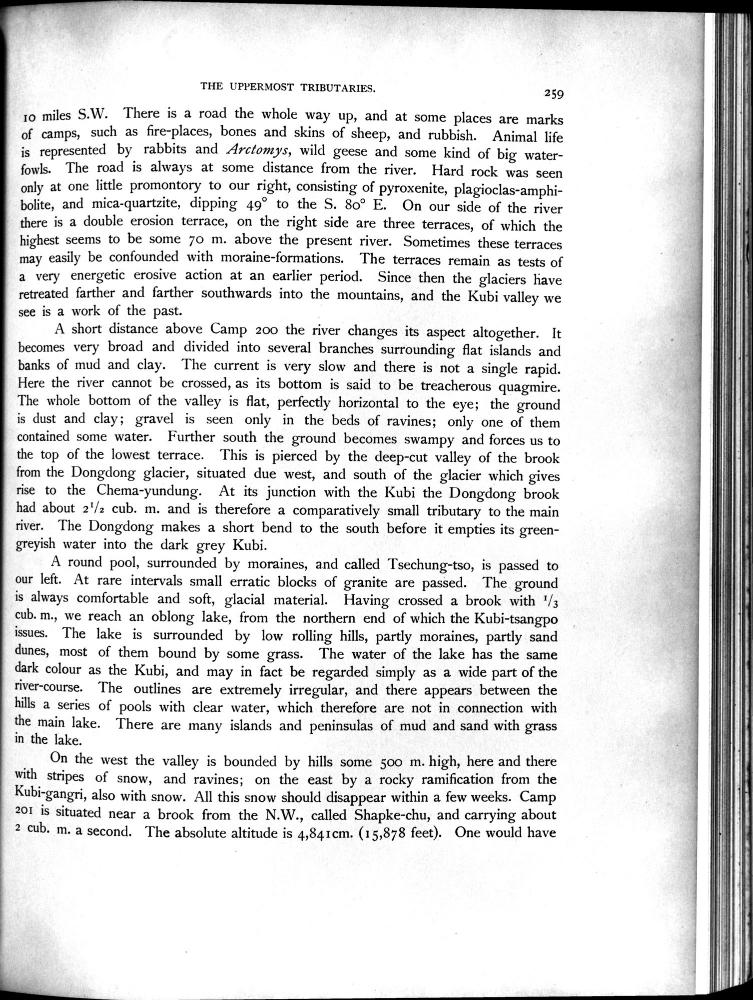 THE UPPERMOST TRIBUTARIES.
259
10 miles S.W. There is a road the whole way up, and at some places are marks
of camps, such as fire-places, bones and skins of sheep, and rubbish. Animal life
is represented by rabbits and Arctomys, wild geese and some kind of big water-
fowls. The road is always at some distance from the river. Hard rock was seen
only at one little promontory to our right, consisting of pyroxenite, plagioclas-amphi-
bolite, and mica-quartzite, dipping 49° to the S. 80° E. On our side of the river
there is a double erosion terrace, on the right side are three terraces, of which the
highest seems to be some 70 m. above the present river. Sometimes these terraces
may easily be confounded with moraine-formations. The terraces remain as tests of
a very energetic erosive action at an earlier period. Since then the glaciers have
retreated farther and farther southwards into the mountains, and the Kubi valley we
see is a work of the past.
A short distance above Camp 200 the river changes its aspect altogether. It
becomes very broad and divided into several branches surrounding flat islands and
banks of mud and clay. The current is very slow and there is not a single rapid.
Here the river cannot be crossed, as its bottom is said to be treacherous quagmire.
The whole bottom of the valley is flat, perfectly horizontal to the eye; the ground
is dust and clay; gravel is seen only in the beds of ravines; only one of them
contained some water. Further south the ground becomes swampy and forces us to
the top of the lowest terrace. This is pierced by the deep-cut valley of the brook
from the Dongdong glacier, situated due west, and south of the glacier which gives
rise to the Chema-yundung. At its junction with the Kubi the Dongdong brook
had about 2 1/2 cub. m. and is therefore a comparatively small tributary to the main
river. The Dongdong makes a short bend to the south before it empties its green-
greyish water into the dark grey Kubi.
A round pool, surrounded by moraines, and called Tsechung-tso, is passed to
our left. At rare intervals small erratic blocks of granite are passed. The ground
is always comfortable and soft, glacial material. Having crossed a brook with 1/3
cub. m., we reach an oblong lake, from the northern end of which the Kubi-tsangpo
issues. The lake is surrounded by low rolling hills, partly moraines, partly sand
dunes, most of them bound by some grass. The water of the lake has the same
dark colour as the Kubi, and may in fact be regarded simply as a wide part of the
river-course. The outlines are extremely irregular, and there appears between the
hills a series of pools with clear water, which therefore are not in connection with
the main lake. There are many islands and peninsulas of mud and sand with grass
in the lake.
On the west the valley is bounded by hills some 500 m. high, here and there
with stripes of snow, and ravines; on the east by a rocky ramification from the
Kubi-gangri, also with snow. All this snow should disappear within a few weeks. Camp
201 is situated near a brook from the N.W., called Shapke-chu, and carrying about
2 cub. m. a second. The absolute altitude is 4,841cm. (15,878 feet). One would have